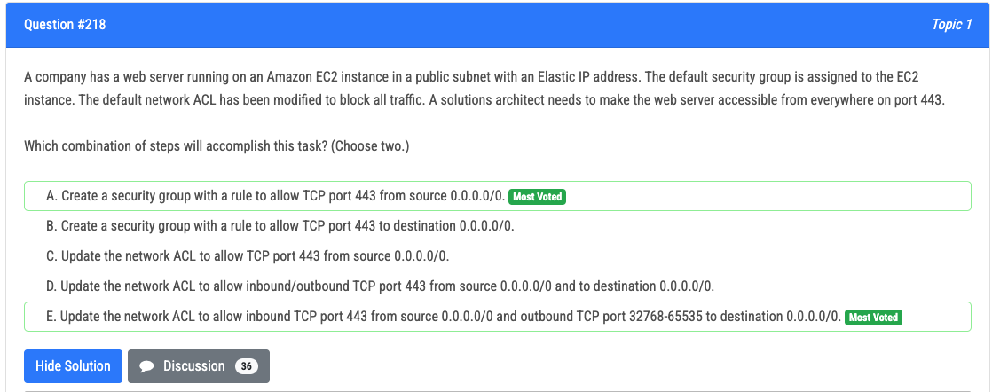 Question #218
Topic 1
A company has a web server running on an Amazon EC2 instance in a public subnet with an Elastic IP address. The default security group is assigned to the EC2
instance. The default network ACL has been modified to block all traffic. A solutions architect needs to make the web server accessible from everywhere on port 443.
Which combination of steps will accomplish this task? (Choose two.)
A. Create a security group with a rule to allow TCP port 443 from source 0.0.0.0/0. Most Voted
B. Create a security group with a rule to allow TCP port 443 to destination 0.0.0.0/0.
C. Update the network ACL to allow TCP port 443 from source 0.0.0.0/0.
D. Update the network ACL to allow inbound/outbound TCP port 443 from source 0.0.0.0/0 and to destination 0.0.0.0/0.
E. Update the network ACL to allow inbound TCP port 443 from source 0.0.0.0/0 and outbound TCP port 32768-65535 to destination 0.0.0.0/0. Most Voted
Hide Solution Discussion 36